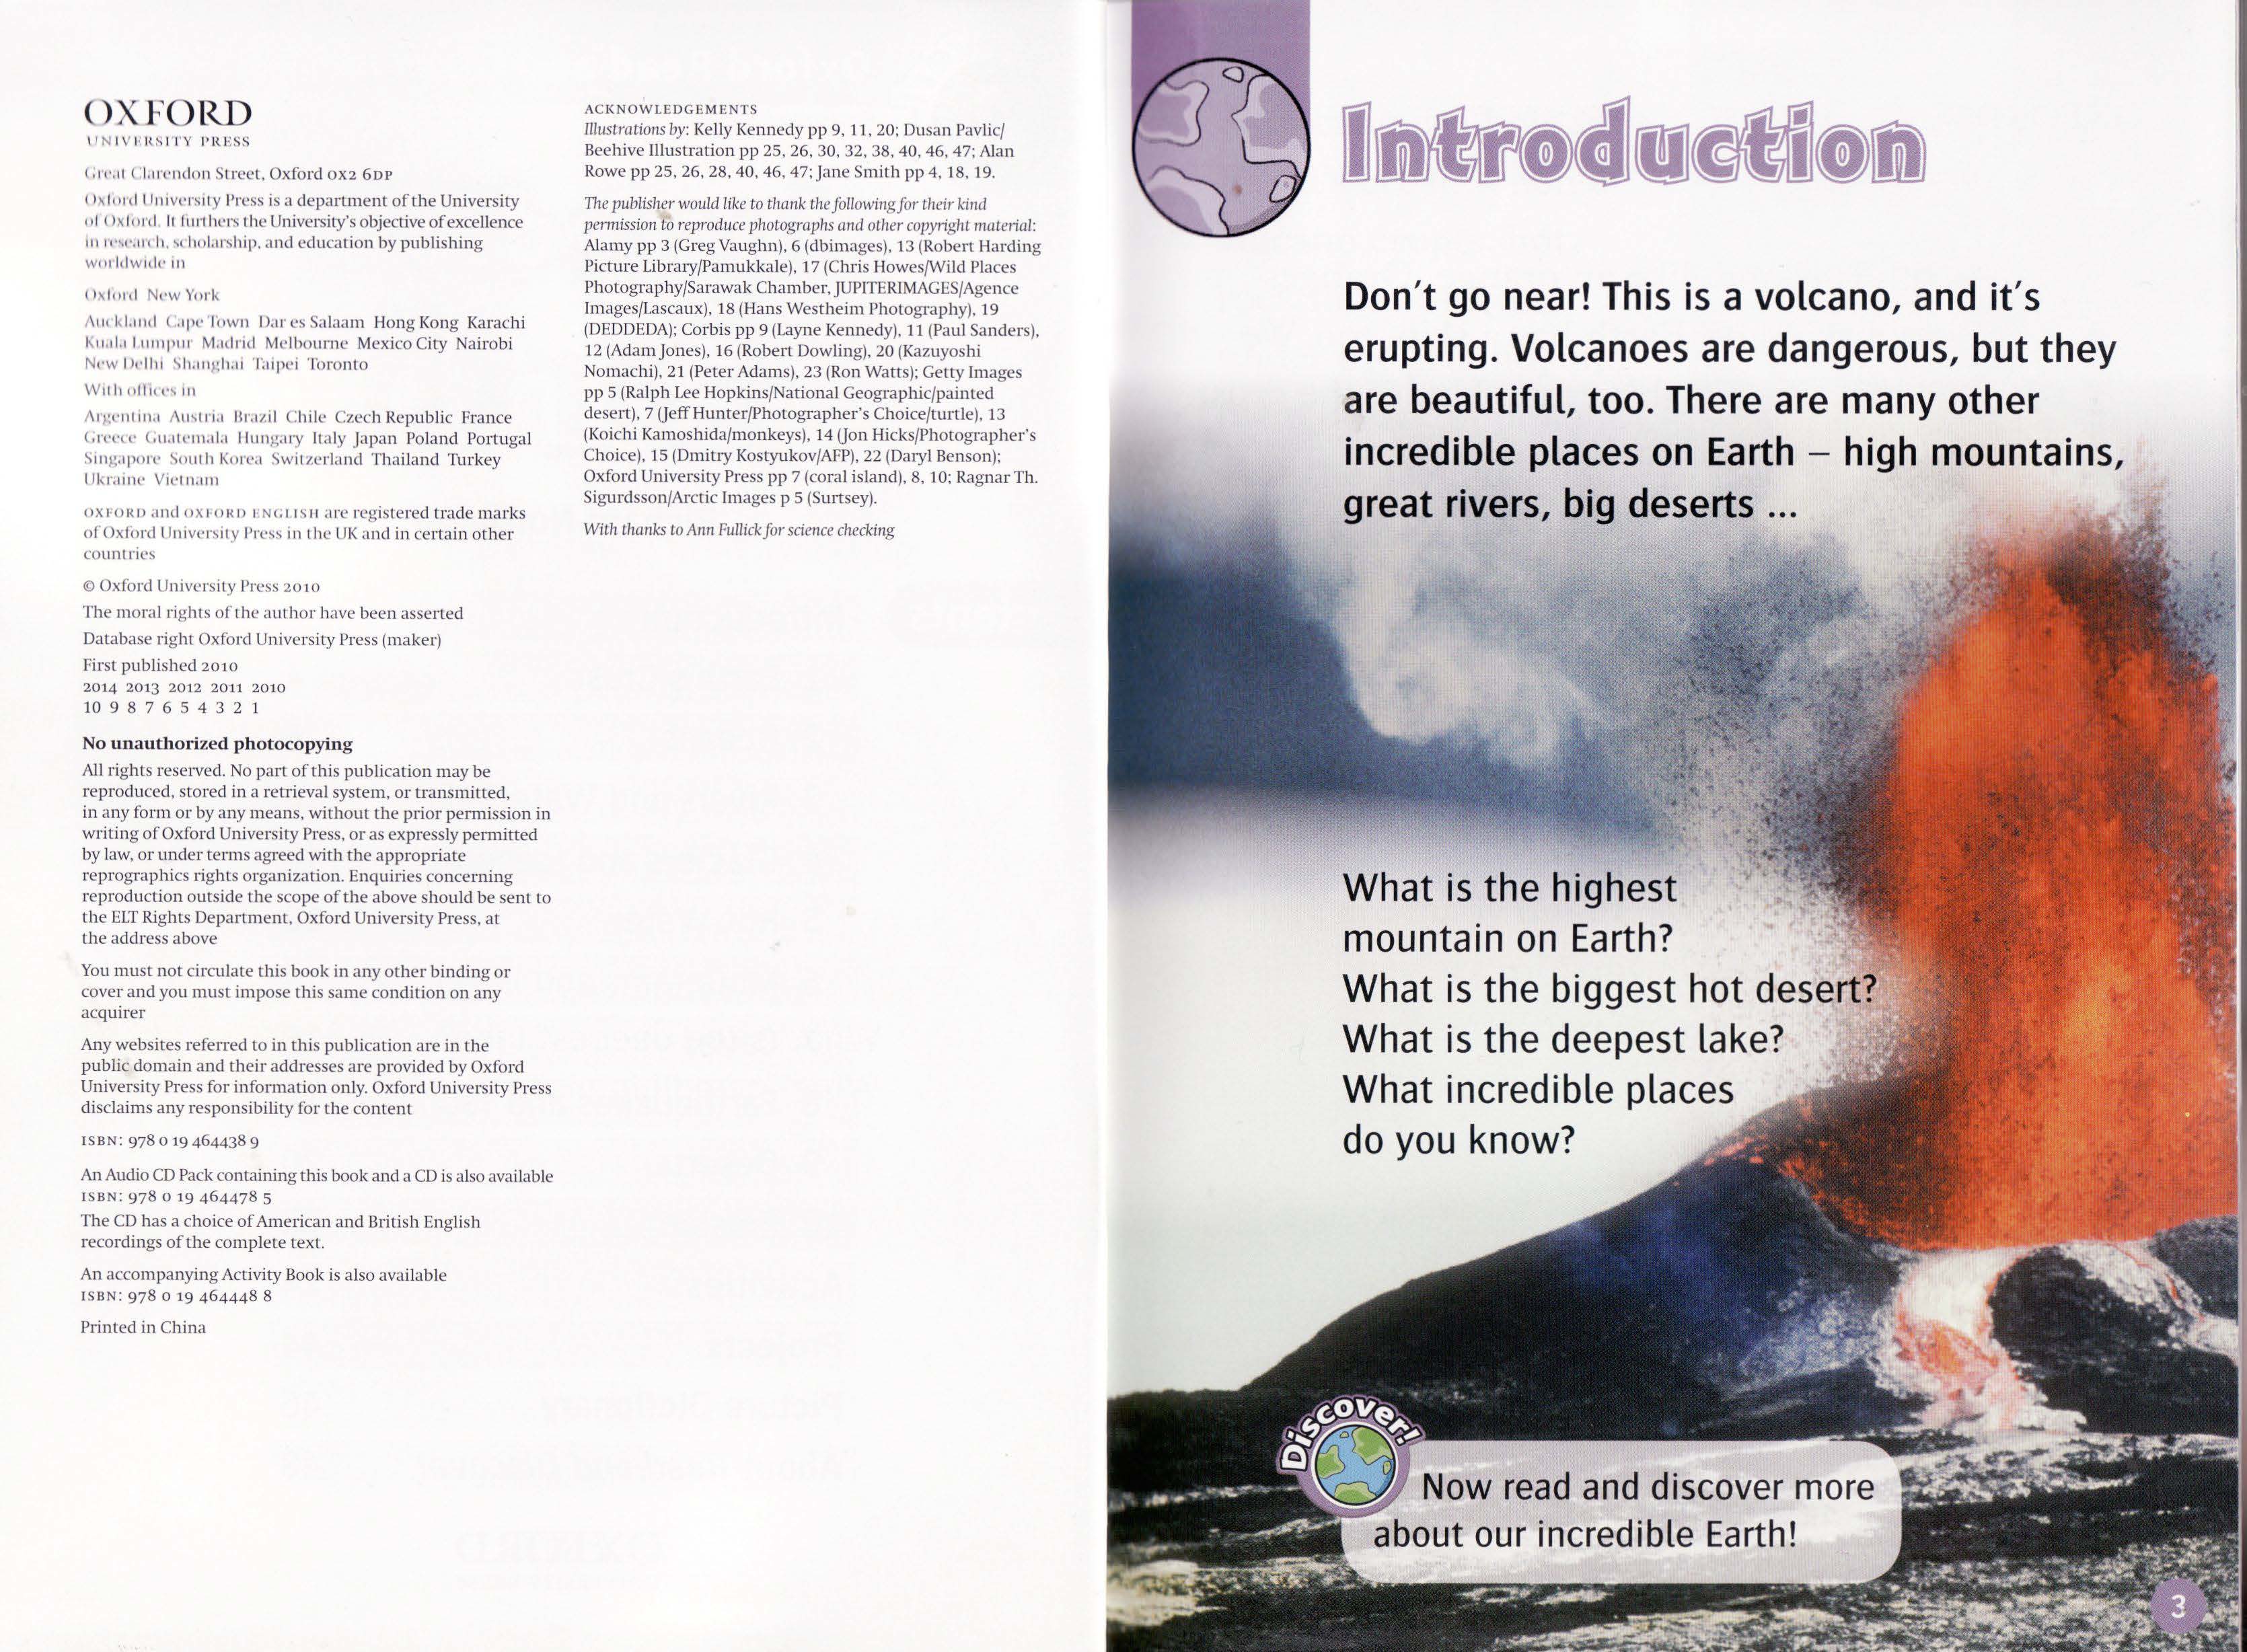 OXFORD
UNIVERSITY PRESS
Great Clarendon Street, Oxford OX2 6DP
Oxford University Press is a department of the University
of Oxford. It furthers the University's objective of excellence
in research, scholarship, and education by publishing
worldwide in
Oxford New York
Auckland Cape Town Dar es Salaam Hong Kong Karachi
Kuala Lumpur Madrid Melbourne Mexico City Nairobi
New Delhi Shanghai Taipei Toronto
With offices in
Argentina Austria Brazil Chile Czech Republic France
Greece Guatemala Hungary Italy Japan Poland Portugal
Singapore South Korea Switzerland Thailand Turkey
Ukraine Vietnam
OXFORD and OXFORD ENGLISH are registered trade marks
of Oxford University Press in the UK and in certain other
countries
© Oxford University Press 2010
The moral rights of the author have been asserted
Database right Oxford University Press (maker)
First published 2010
2014 2013 2012 2011 2010
10 9 8 7 6 5 4 3 2 1
No unauthorized photocopying
All rights reserved. No part of this publication may be
reproduced, stored in a retrieval system, or transmitted,
in any form or by any means, without the prior permission in
writing of Oxford University Press, or as expressly permitted
by law, or under terms agreed with the appropriate
reprographics rights organization. Enquiries concerning
reproduction outside the scope of the above should be sent to
the ELT Rights Department, Oxford University Press, at
the address above
You must not circulate this book in any other binding or
cover and you must impose this same condition on any
acquirer
Any websites referred to in this publication are in the
public domain and their addresses are provided by Oxford
University Press for information only. Oxford University Press
disclaims any responsibility for the content
ISBN: 978 0 19 464438 9
An Audio CD Pack containing this book and a CD is also available
ISBN: 978 0 19 464478 5
The CD has a choice of American and British English
recordings of the complete text.
An accompanying Activity Book is also available
ISBN: 978 0 19 464448 8
Printed in China
ACKNOWLEDGEMENTS
Illustrations by: Kelly Kennedy pp 9, 11, 20; Dusan Pavlic/
Beehive Illustration pp 25, 26, 30, 32, 38, 40, 46, 47; Alan
Rowe pp 25, 26, 28, 40, 46, 47; Jane Smith pp 4, 18, 19.
The publisher would like to thank the following for their kind
permission to reproduce photographs and other copyright material:
Alamy pp 3 (Greg Vaughn), 6 (dbimages), 13 (Robert Harding
Picture Library/Pamukkale), 17 (Chris Howes/Wild Places
Photography/Sarawak Chamber, JUPITERIMAGES/Agence
Images/Lascaux), 18 (Hans Westheim Photography), 19
(DEDDEDA); Corbis pp 9 (Layne Kennedy), 11 (Paul Sanders),
12 (Adam Jones), 16 (Robert Dowling), 20 (Kazuyoshi
Nomachi), 21 (Peter Adams), 23 (Ron Watts); Getty Images
pp 5 (Ralph Lee Hopkins/National Geographic/painted
desert), 7 (Jeff Hunter/Photographer's Choice/turtle), 13
(Koichi Kamoshida/monkeys), 14 (Jon Hicks/Photographer's
Choice), 15 (Dmitry Kostyukov/AFP), 22 (Daryl Benson);
Oxford University Press pp 7 (coral island), 8, 10; Ragnar Th.
Sigurdsson/Arctic Images p 5 (Surtsey).
With thanks to Ann Fullick for science checking
Introduction
Don't go near! This is a volcano, and it's
erupting. Volcanoes are dangerous, but they
are beautiful, too. There are many other
incredible places on Earth – high mountains,
great rivers, big deserts ...
What is the highest
mountain on Earth?
What is the biggest hot desert?
What is the deepest lake?
What incredible places
do you know?
Discover!
Now read and discover more
about our incredible Earth!
3